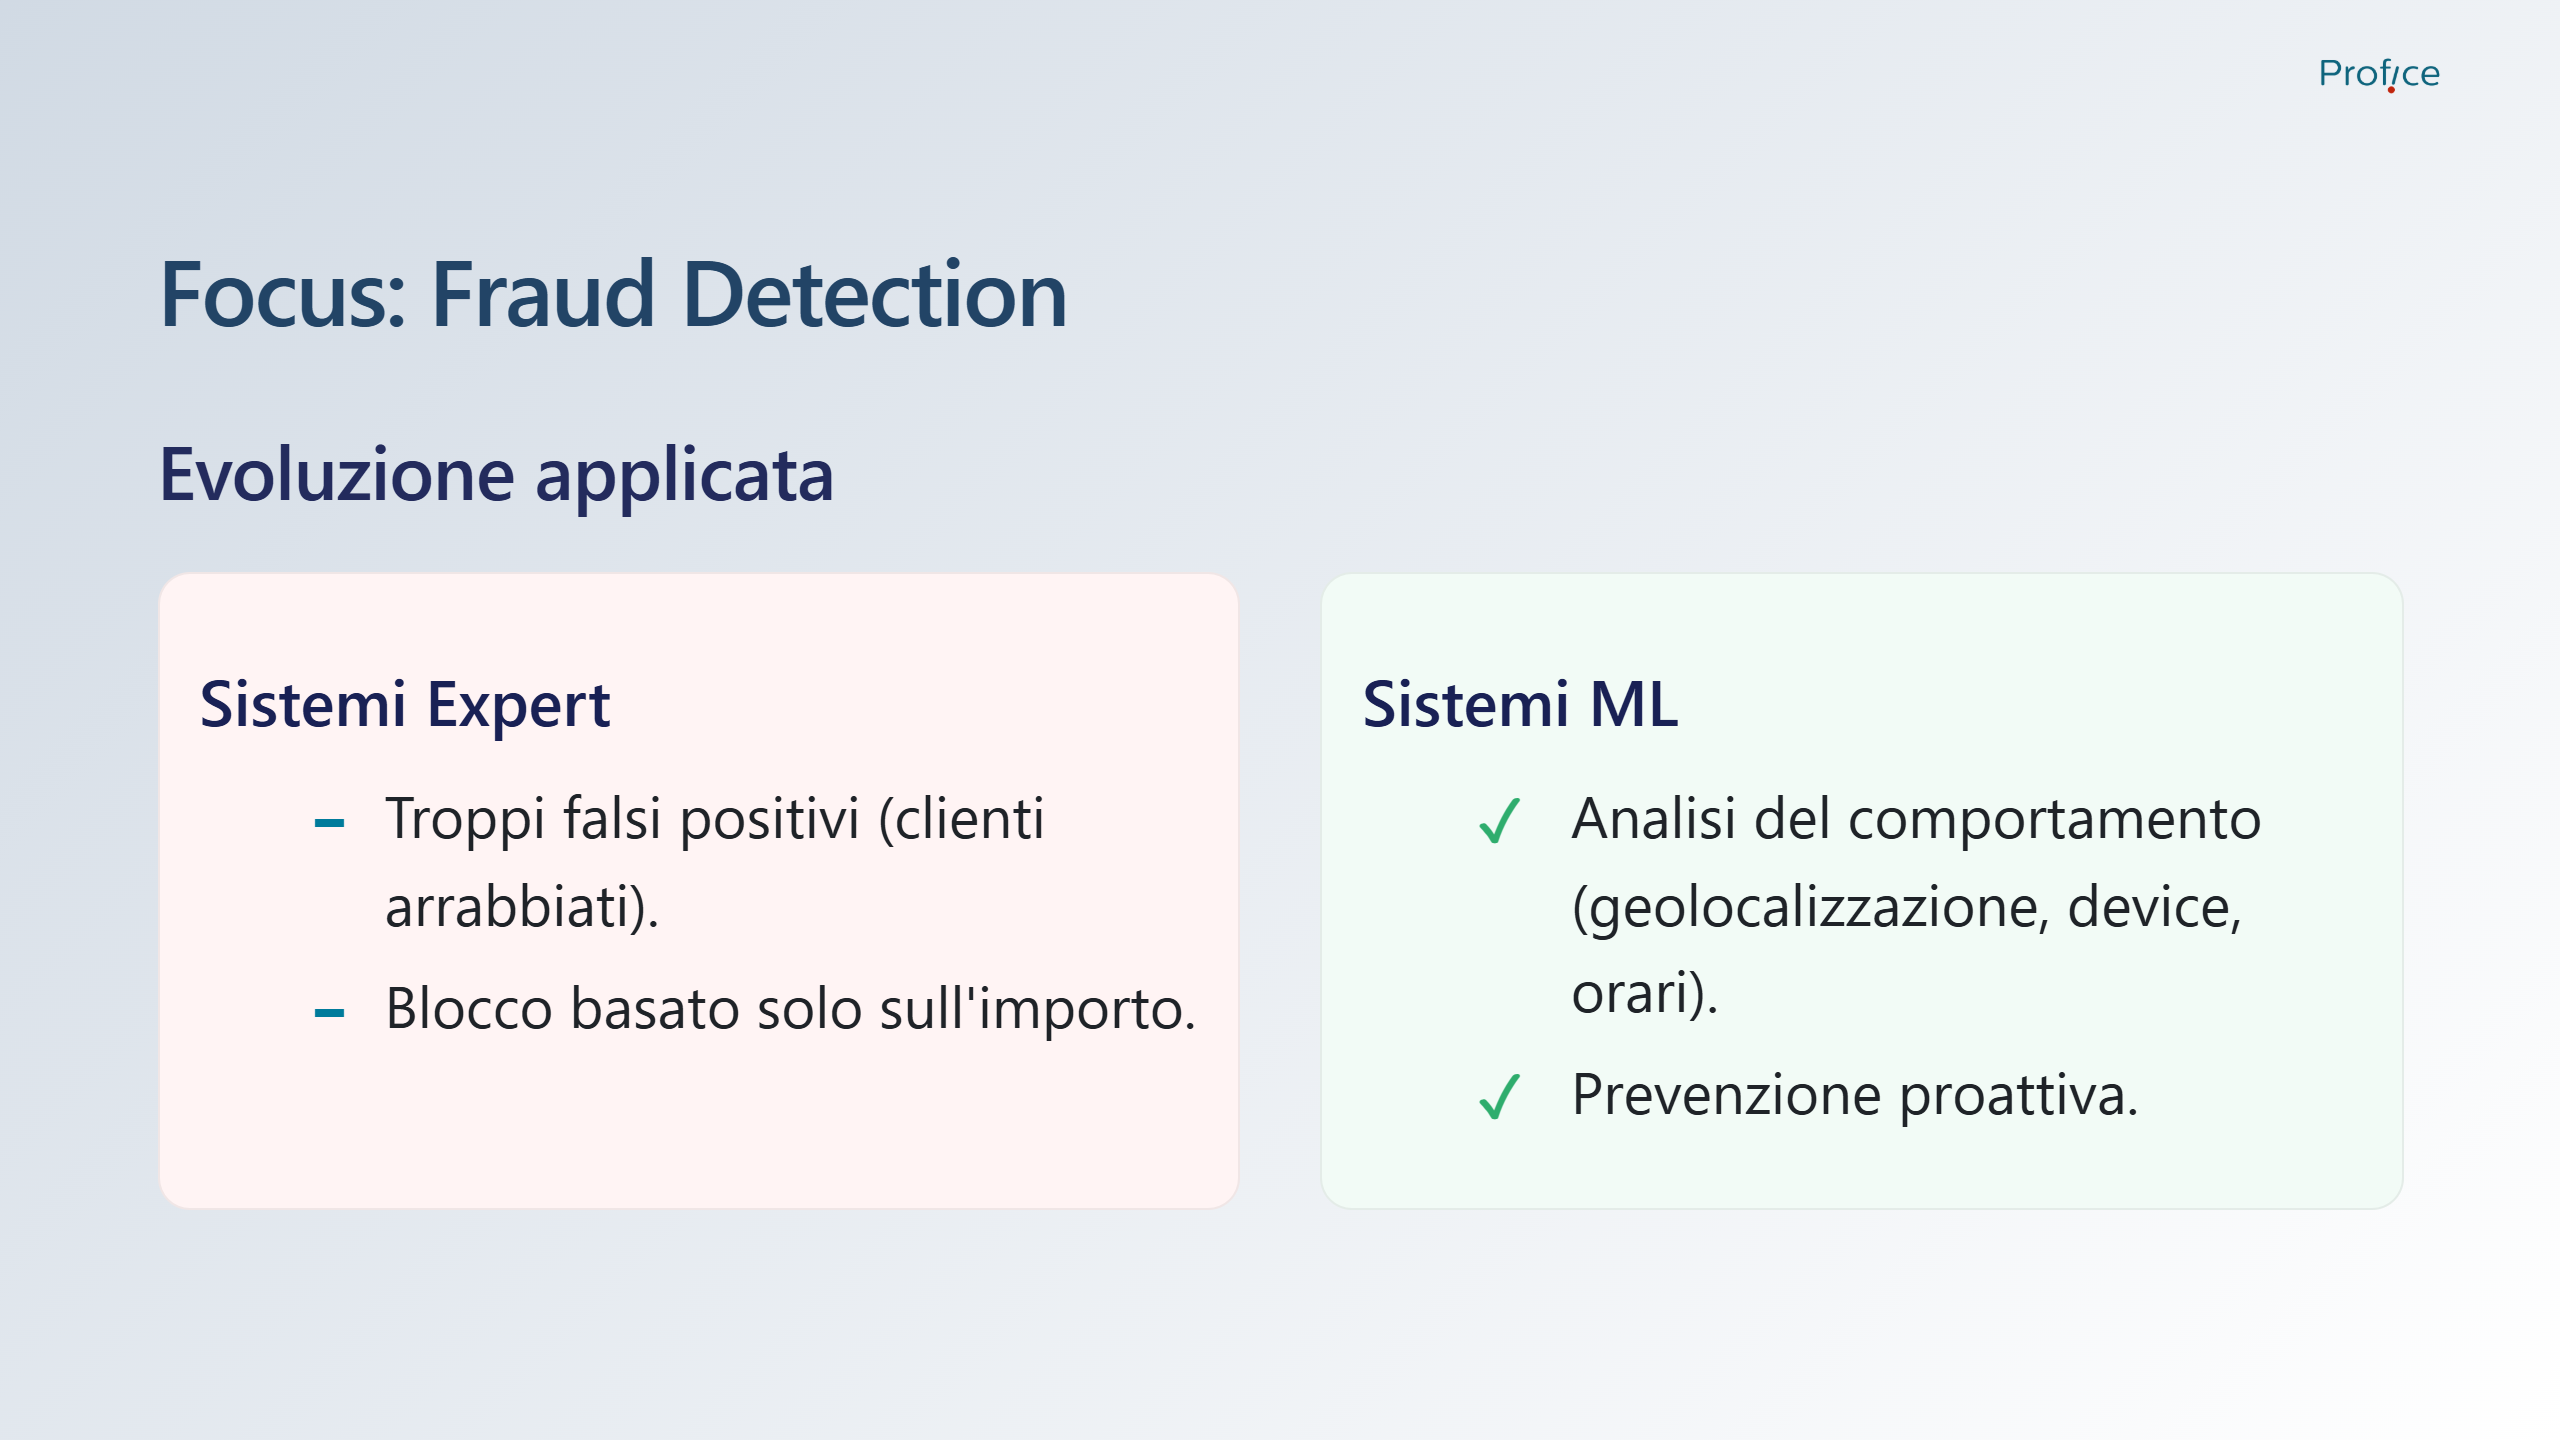 Profice
Focus: Fraud Detection
Evoluzione applicata
Sistemi Expert
– Troppi falsi positivi (clienti
arrabbiati).
– Blocco basato solo sull'importo.
Sistemi ML
✓ Analisi del comportamento
(geolocalizzazione, device,
orari).
✓ Prevenzione proattiva.